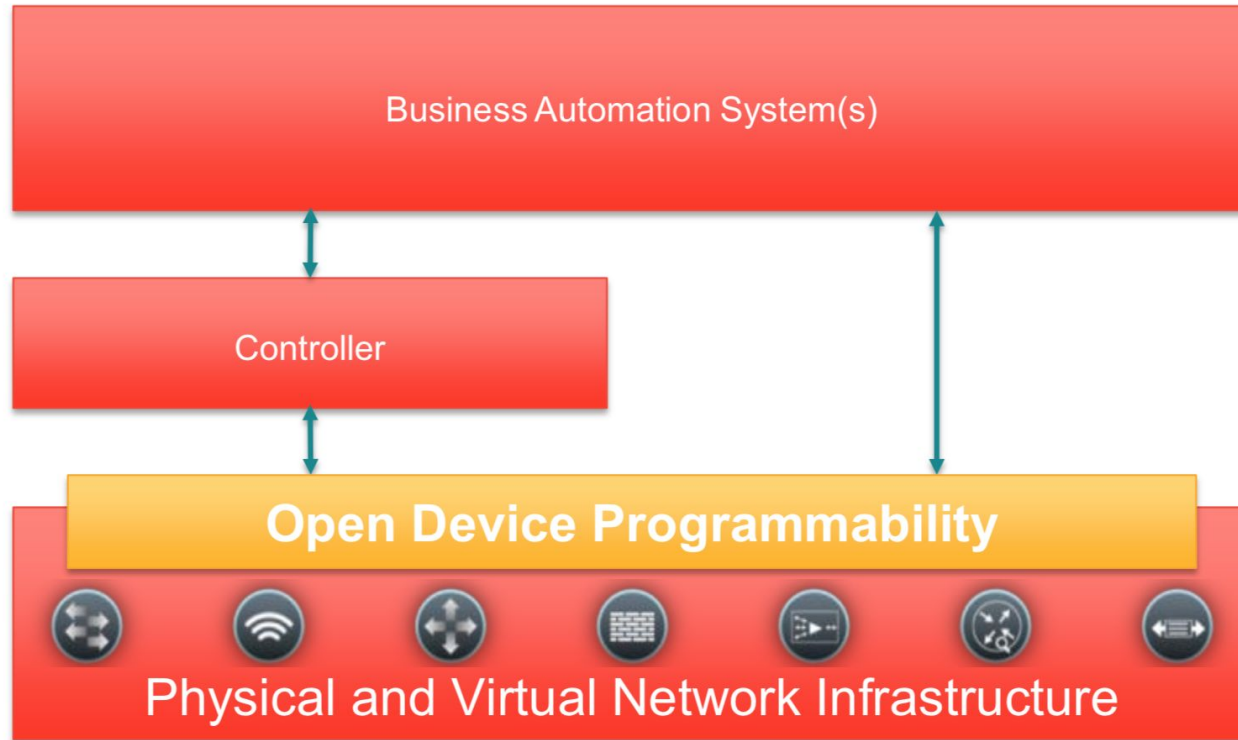 Business Automation System(s)
Controller
Open Device Programmability
Physical and Virtual Network Infrastructure